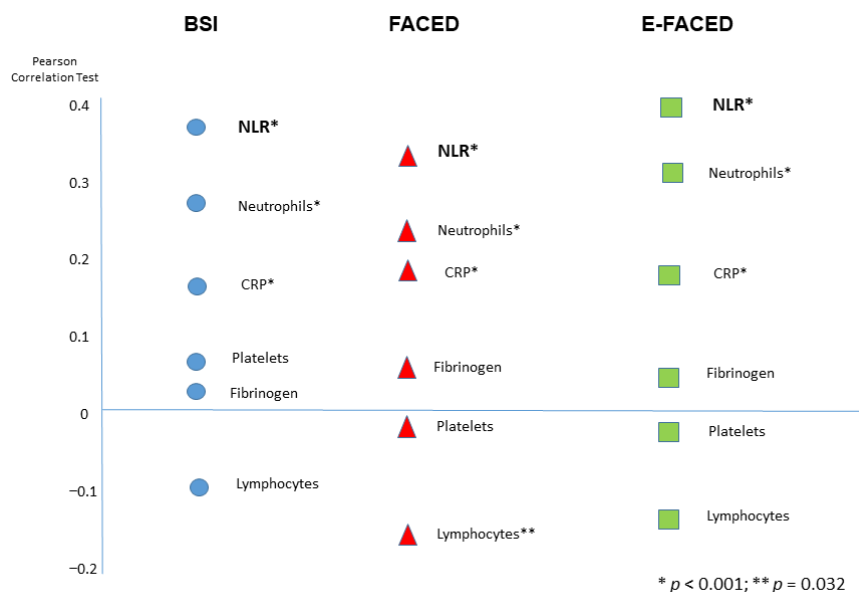 BSI FACED E-FACED
Pearson
Correlation Test
0.4
0.3
0.2
0.1
0
−0.1
−0.2
NLR*
Neutrophils*
CRP*
Platelets
Fibrinogen
Lymphocytes
NLR*
Neutrophils*
CRP*
Fibrinogen
Platelets
Lymphocytes**
NLR*
Neutrophils*
CRP*
Fibrinogen
Platelets
Lymphocytes
* p < 0.001; ** p = 0.032